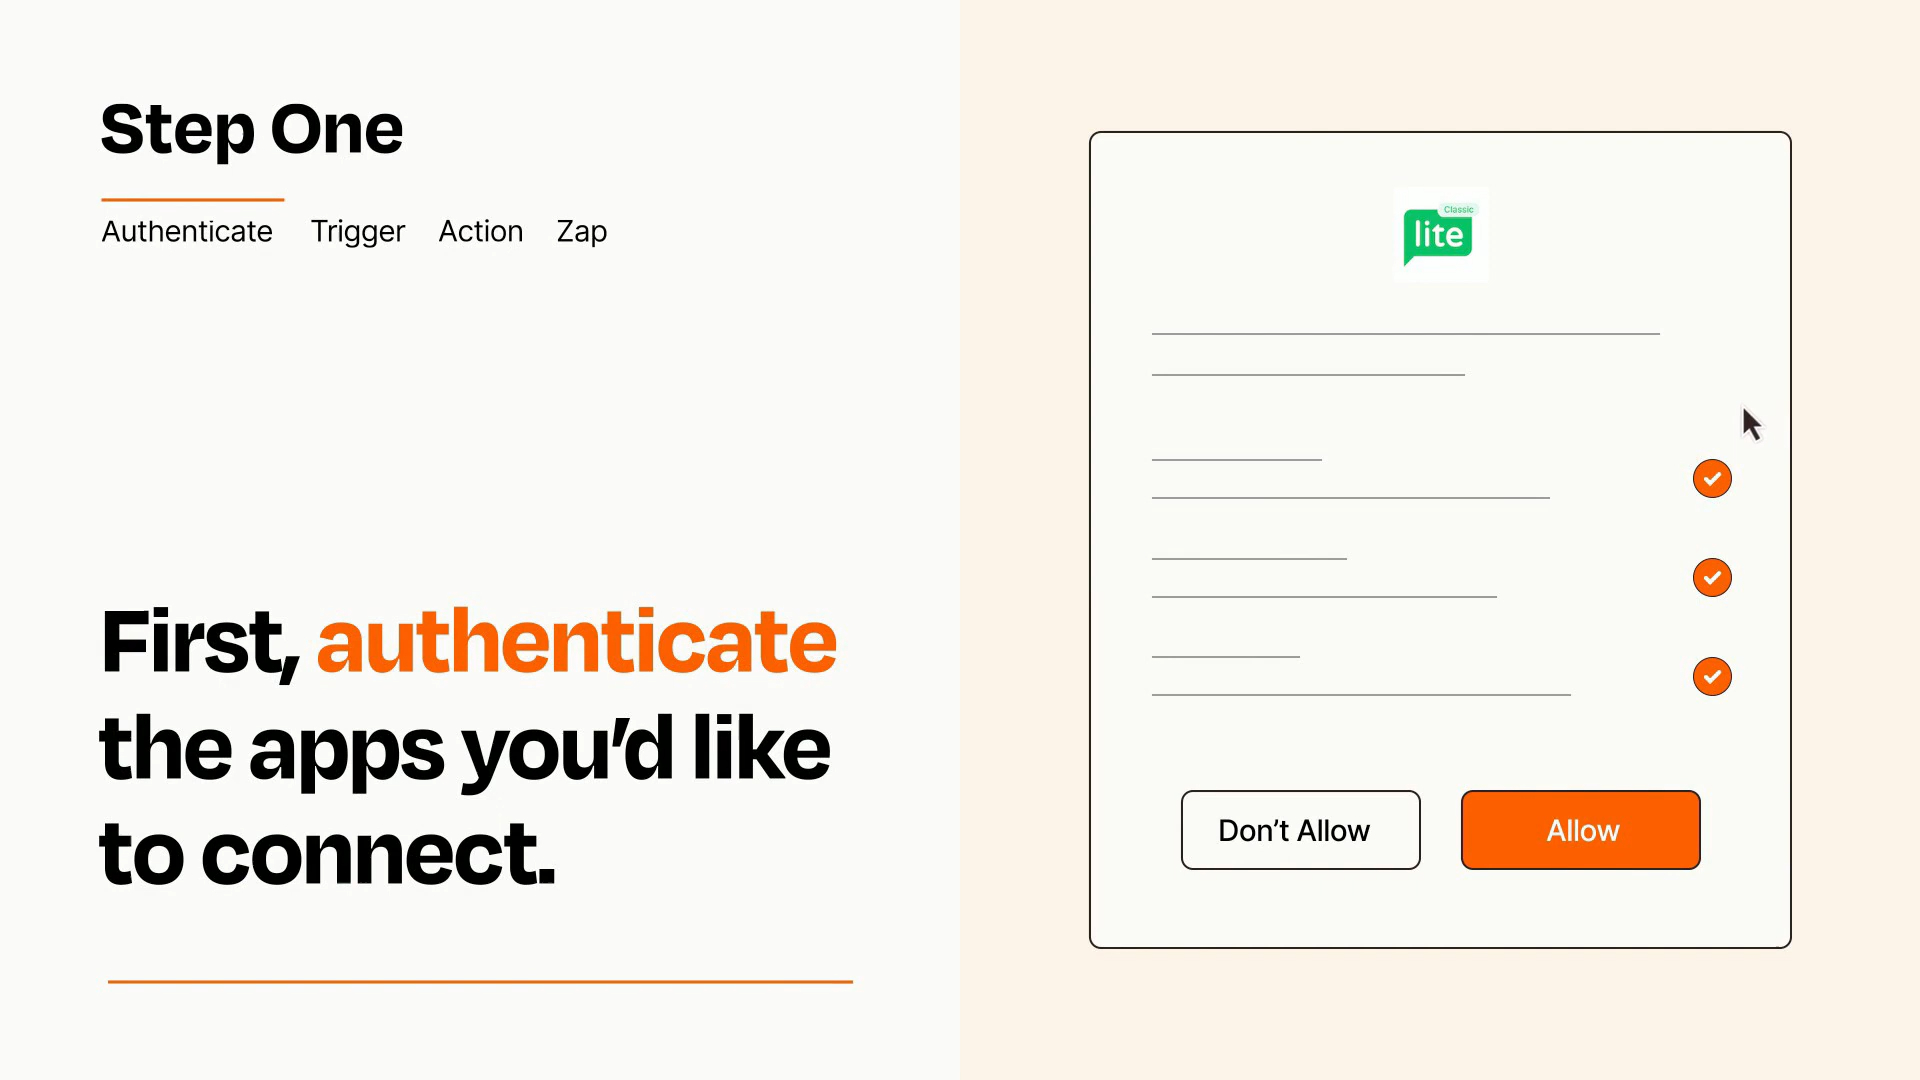 Step One
Authenticate Trigger Action Zap
First, authenticate
the apps you’d like
to connect.
Classic
lite
Don’t Allow Allow